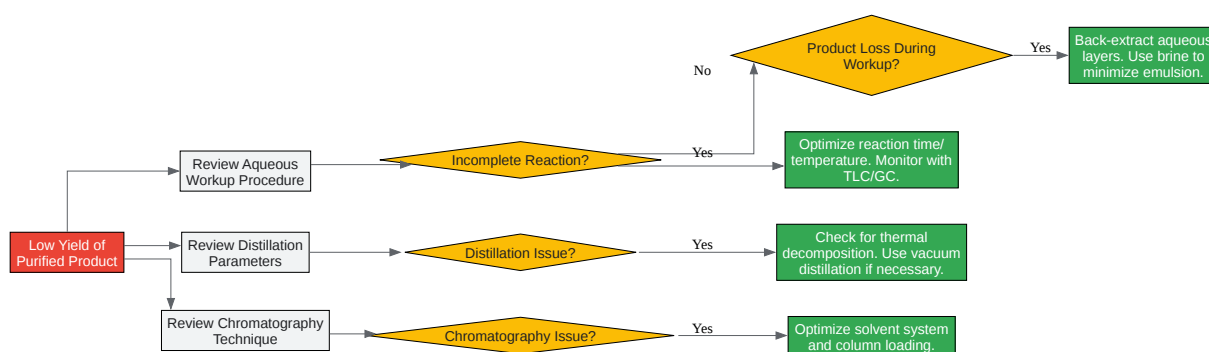 Product Loss During
Workup?
Yes
Back-extract aqueous
layers. Use brine to
minimize emulsion.
No
Review Aqueous
Workup Procedure
Incomplete Reaction?
Yes
Optimize reaction time/
temperature. Monitor with
TLC/GC.
Low Yield of
Purified Product
Review Distillation
Parameters
Distillation Issue?
Yes
Check for thermal
decomposition. Use vacuum
distillation if necessary.
Review Chromatography
Technique
Chromatography Issue?
Yes
Optimize solvent system
and column loading.